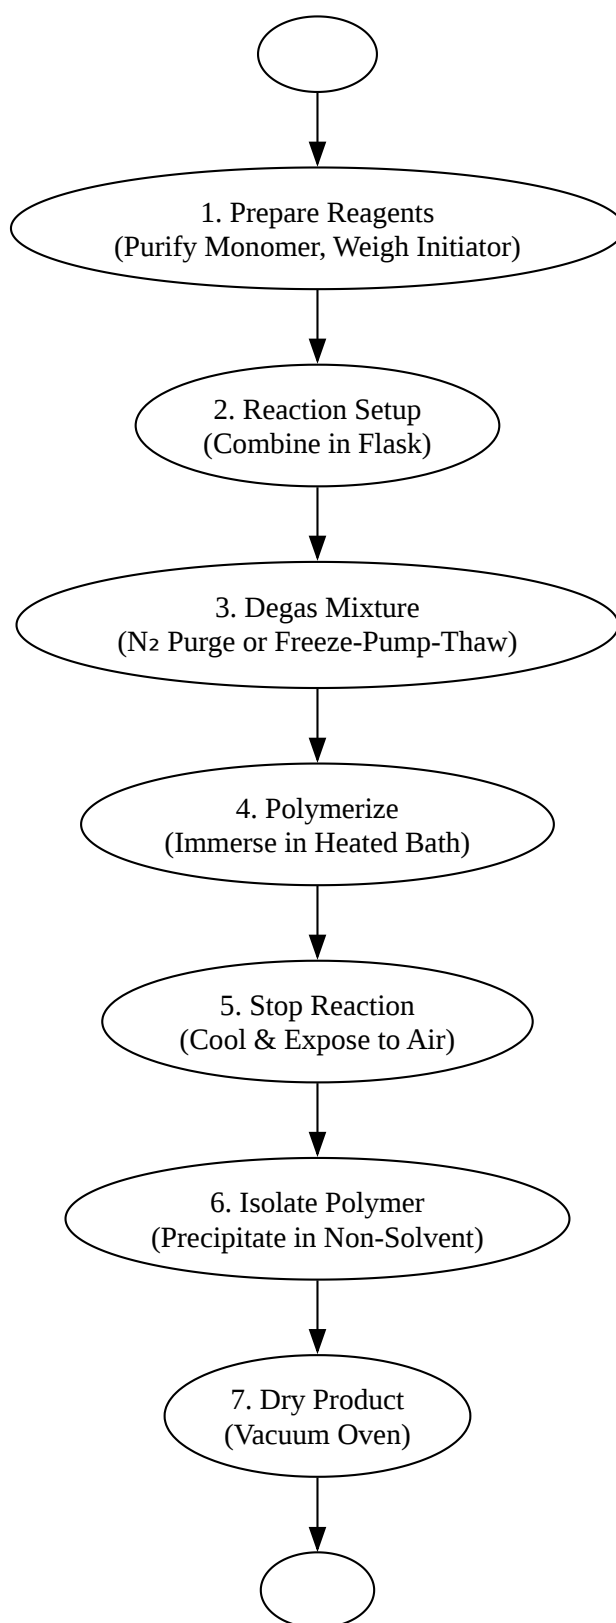 1. Prepare Reagents
(Purify Monomer, Weigh Initiator)
2. Reaction Setup
(Combine in Flask)
3. Degas Mixture
(N₂ Purge or Freeze-Pump-Thaw)
4. Polymerize
(Immerse in Heated Bath)
5. Stop Reaction
(Cool & Expose to Air)
6. Isolate Polymer
(Precipitate in Non-Solvent)
7. Dry Product
(Vacuum Oven)